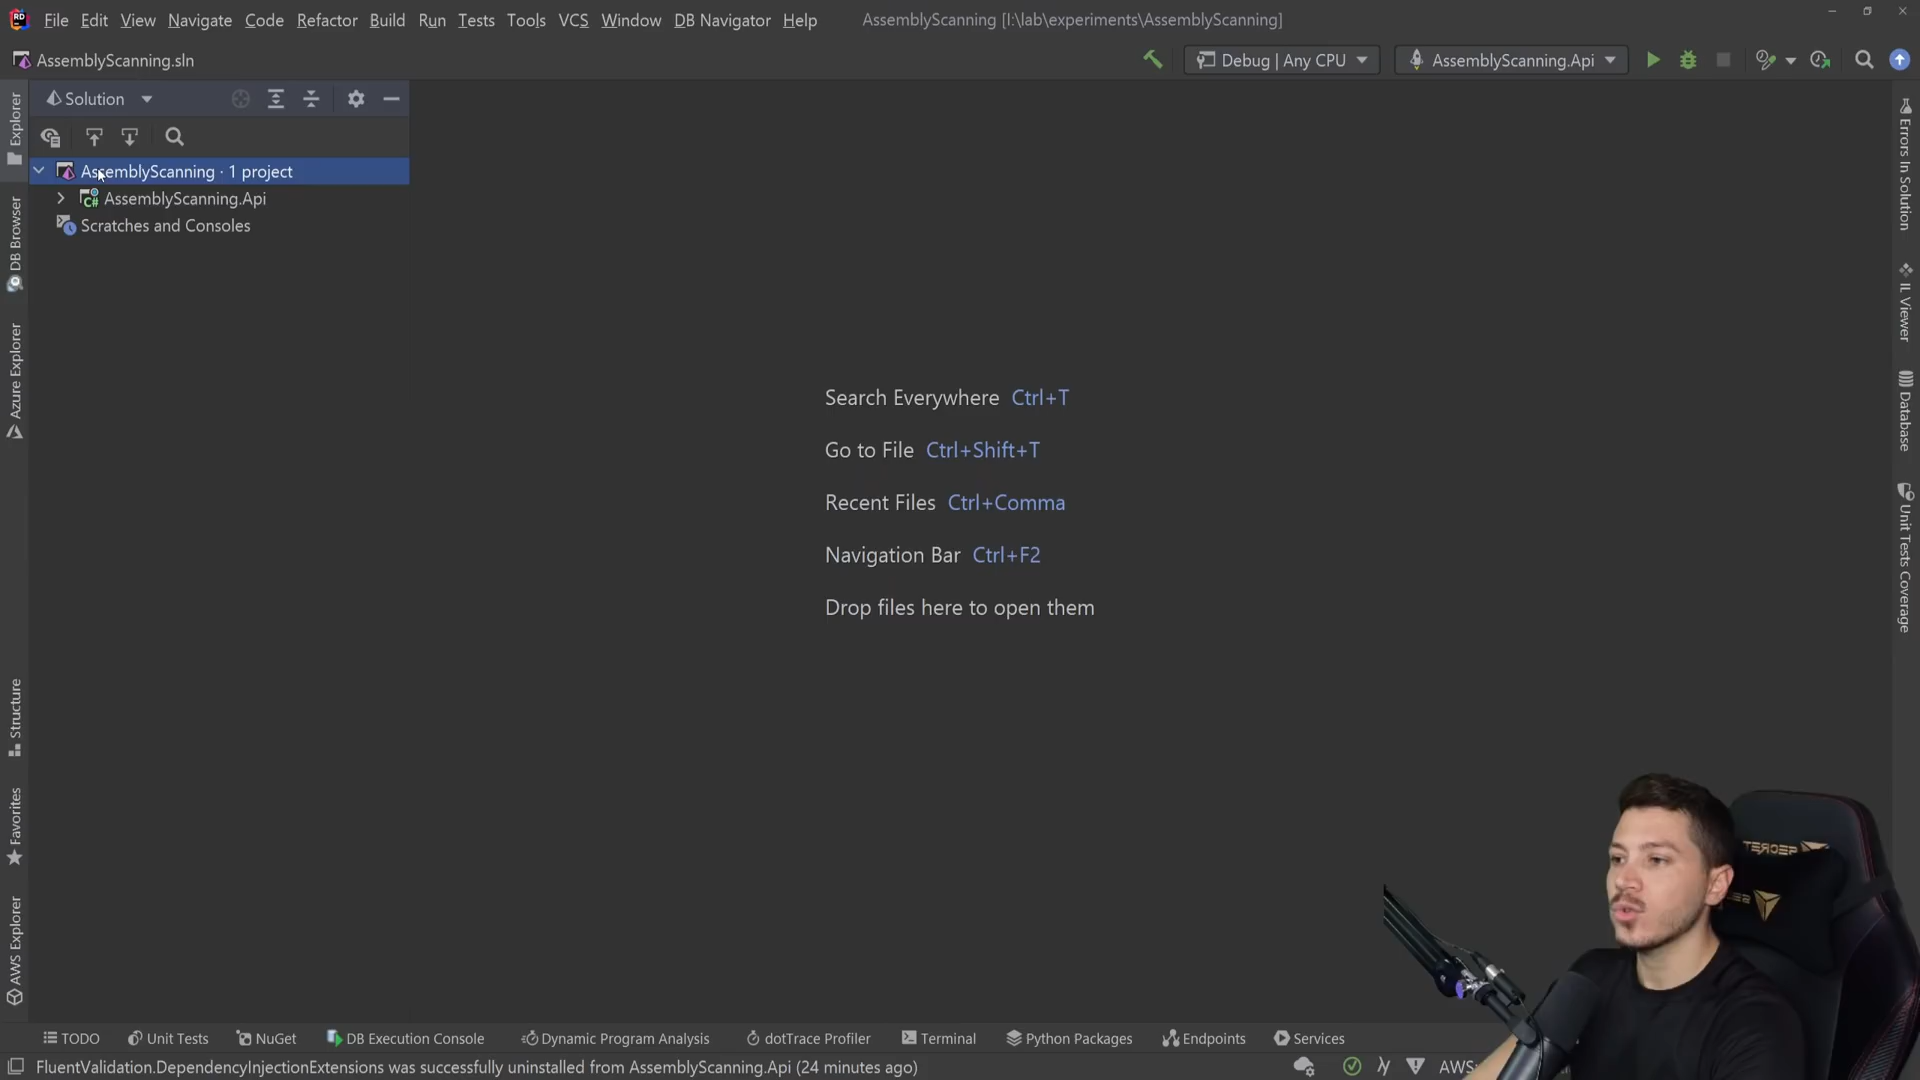 File Edit View Navigate Code Refactor Build Run Tests Tools VCS Window DB Navigator Help AssemblyScanning [I:\lab\experiments\AssemblyScanning]
AssemblyScanning.sln Debug | Any CPU AssemblyScanning.Api
Solution
AssemblyScanning · 1 project
AssemblyScanning.Api
Scratches and Consoles
Explorer
DB Browser
Azure Explorer
Structure
Favorites
AWS Explorer
Search Everywhere Ctrl+T
Go to File Ctrl+Shift+T
Recent Files Ctrl+Comma
Navigation Bar Ctrl+F2
Drop files here to open them
Errors In Solution
IL Viewer
Database
Unit Tests Coverage
TODO Unit Tests NuGet DB Execution Console Dynamic Program Analysis dotTrace Profiler Terminal Python Packages Endpoints Services
FluentValidation.DependencyInjectionExtensions was successfully uninstalled from AssemblyScanning.Api (24 minutes ago) AWS: